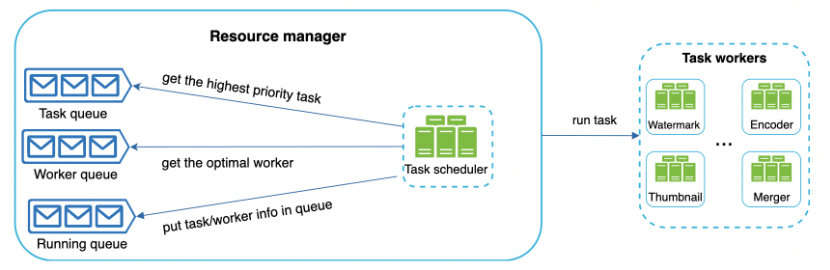 Resource manager
get the highest priority task
Task queue
get the optimal worker
Worker queue
Task scheduler
put task/worker info in queue
Running queue
run task
Task workers
Watermark
Encoder
...
Thumbnail
Merger